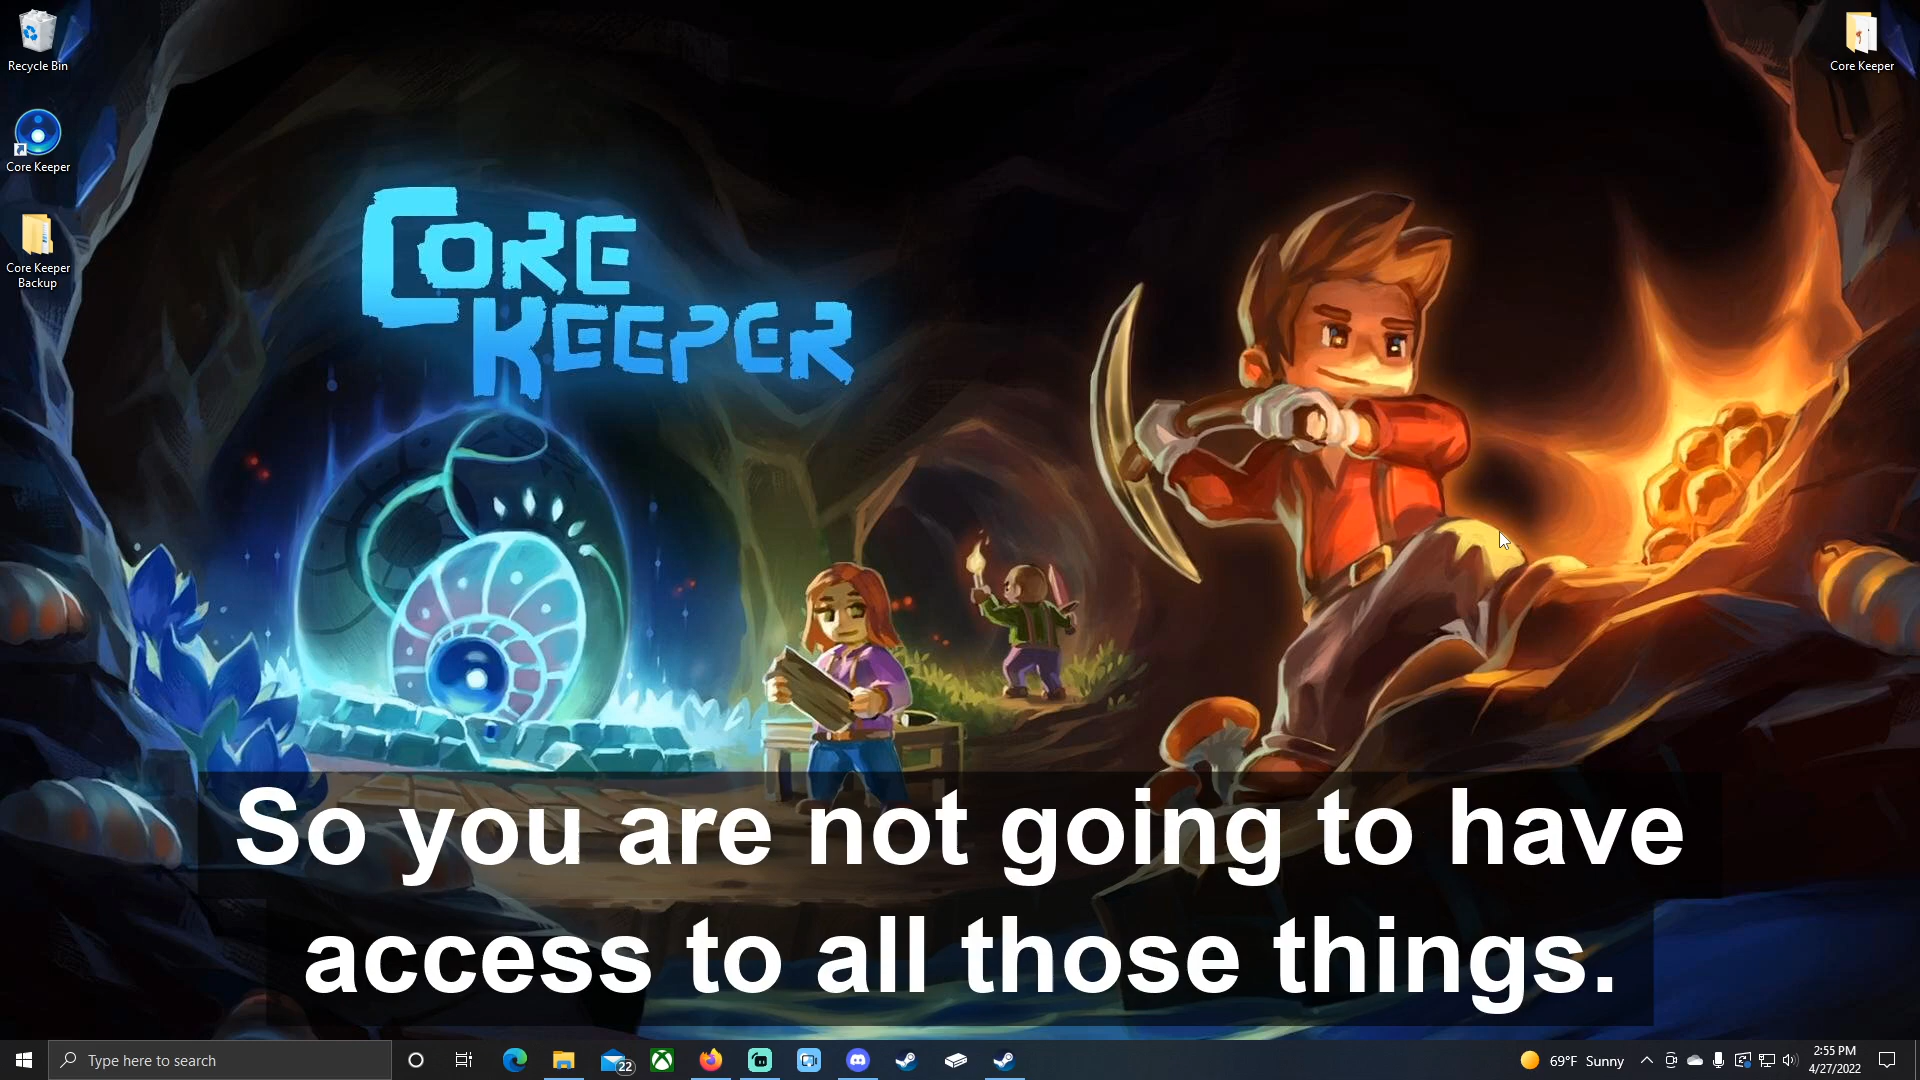 Recycle Bin
Core Keeper
Core Keeper
Core Keeper
Backup
CORE
KEEPER
So you are not going to have
access to all those things.
Type here to search
22
69°F Sunny
2:55 PM
4/27/2022